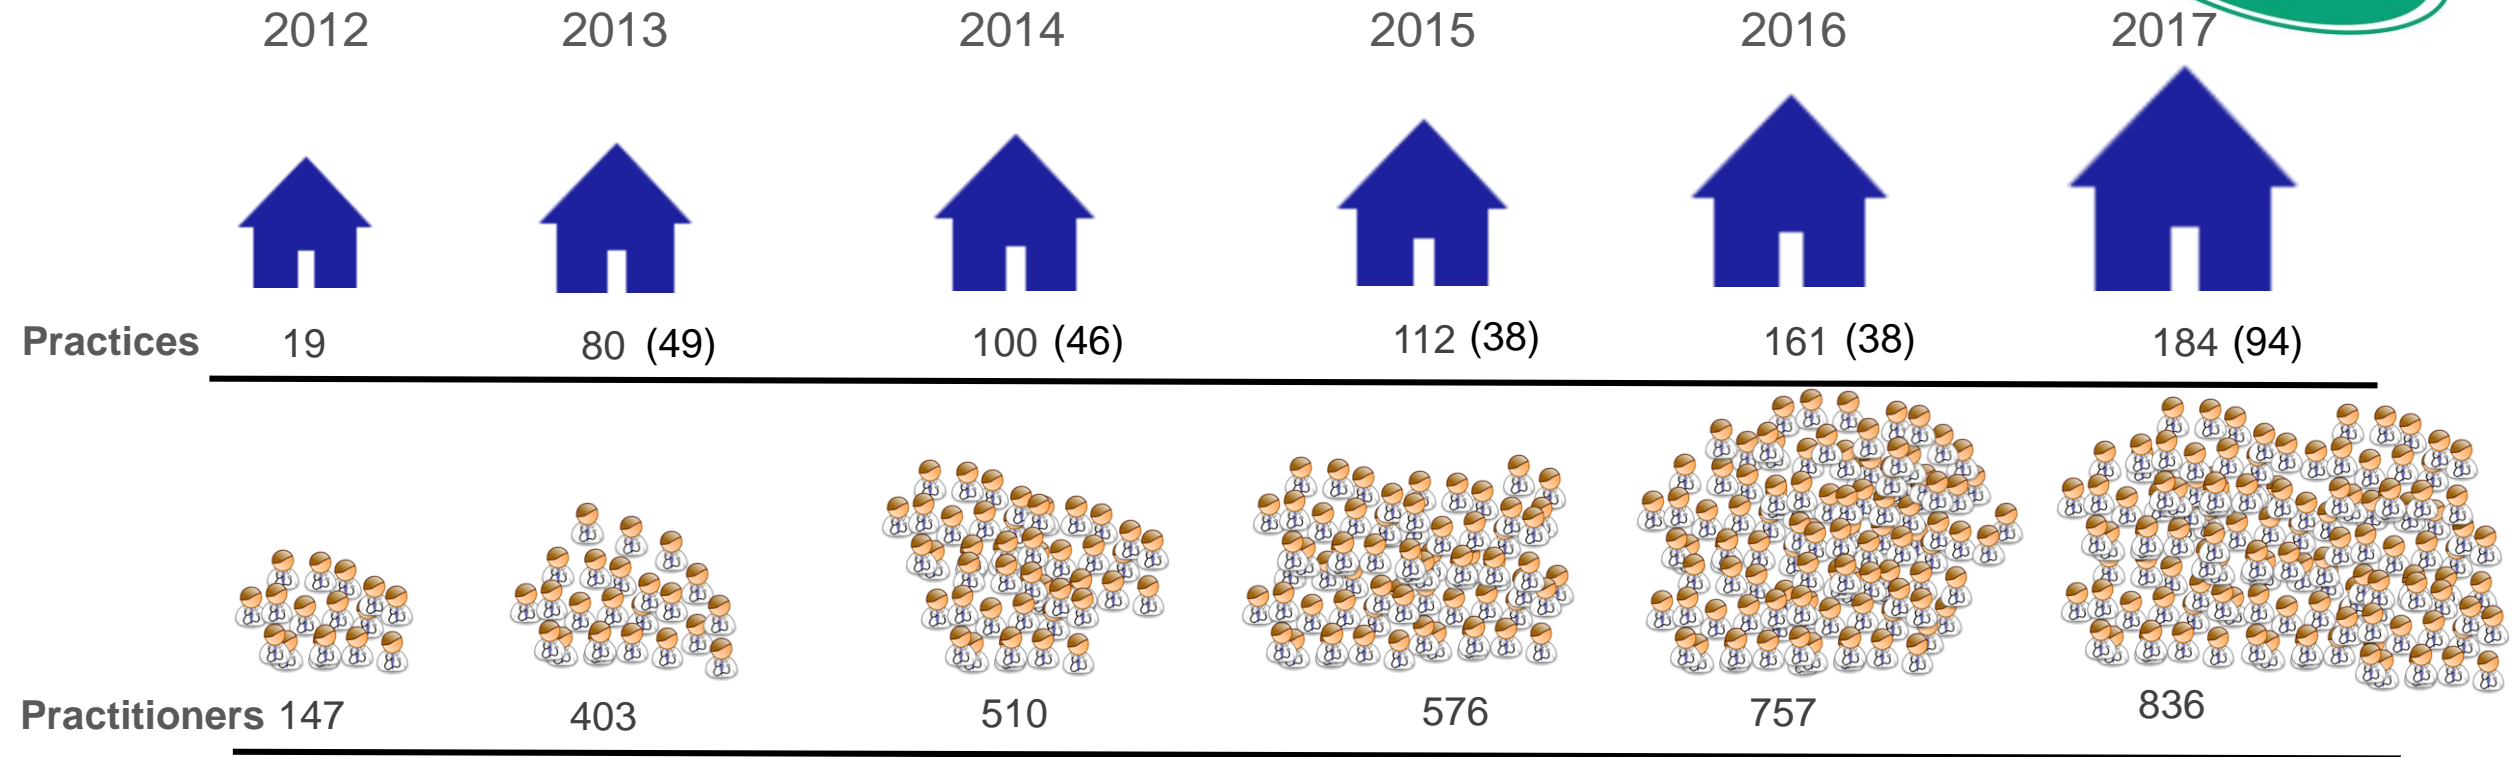 2012 2013 2014 2015 2016 2017
Practices 19 80 (49) 100 (46) 112 (38) 161 (38) 184 (94)
Practitioners 147 403 510 576 757 836